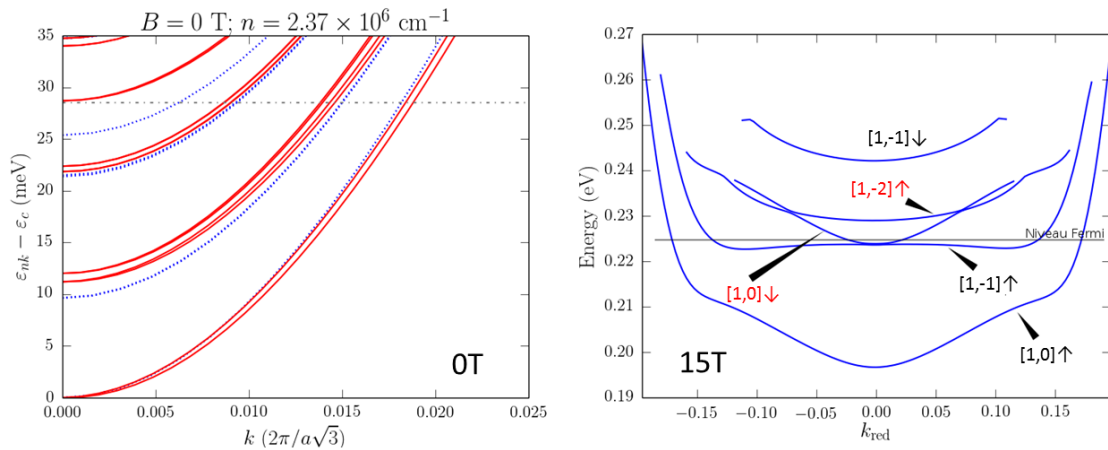 B = 0 T; n = 2.37 × 10⁶ cm⁻¹
35
30
25
20
15
10
5
0
εnk − εc (meV)
0T
0.000 0.005 0.010 0.015 0.020 0.025
k (2π/a√3)
0.27
0.26
0.25
0.24
0.23
0.22
0.21
0.20
0.19
Energy (eV)
[1,-1]↓
[1,-2]↑
Niveau Fermi
[1,-1]↑
[1,0]↓
[1,0]↑
15T
−0.15 −0.10 −0.05 0.00 0.05 0.10 0.15
kred